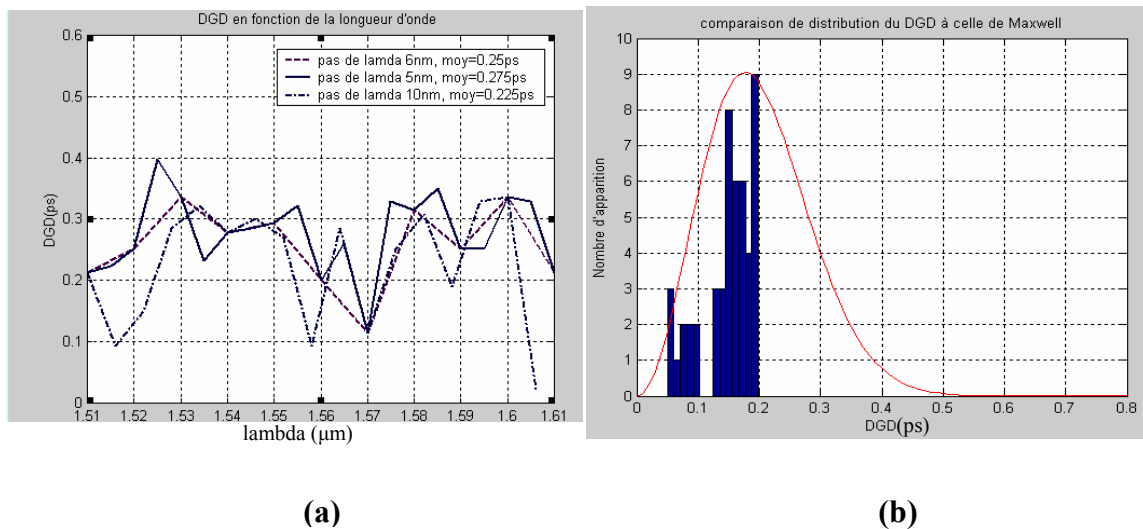 DGD en fonction de la longueur d'onde
0.6
0.5
0.4
0.3
0.2
0.1
0
DGD(ps)
pas de lamda 6nm, moy=0.25ps
pas de lamda 5nm, moy=0.275ps
pas de lamda 10nm, moy=0.225ps
1.51 1.52 1.53 1.54 1.55 1.56 1.57 1.58 1.59 1.6 1.61
lambda (μm)
(a)
comparaison de distribution du DGD à celle de Maxwell
10
9
8
7
6
5
4
3
2
1
0
Nombre d'apparition
0 0.1 0.2 0.3 0.4 0.5 0.6 0.7 0.8
DGD(ps)
(b)